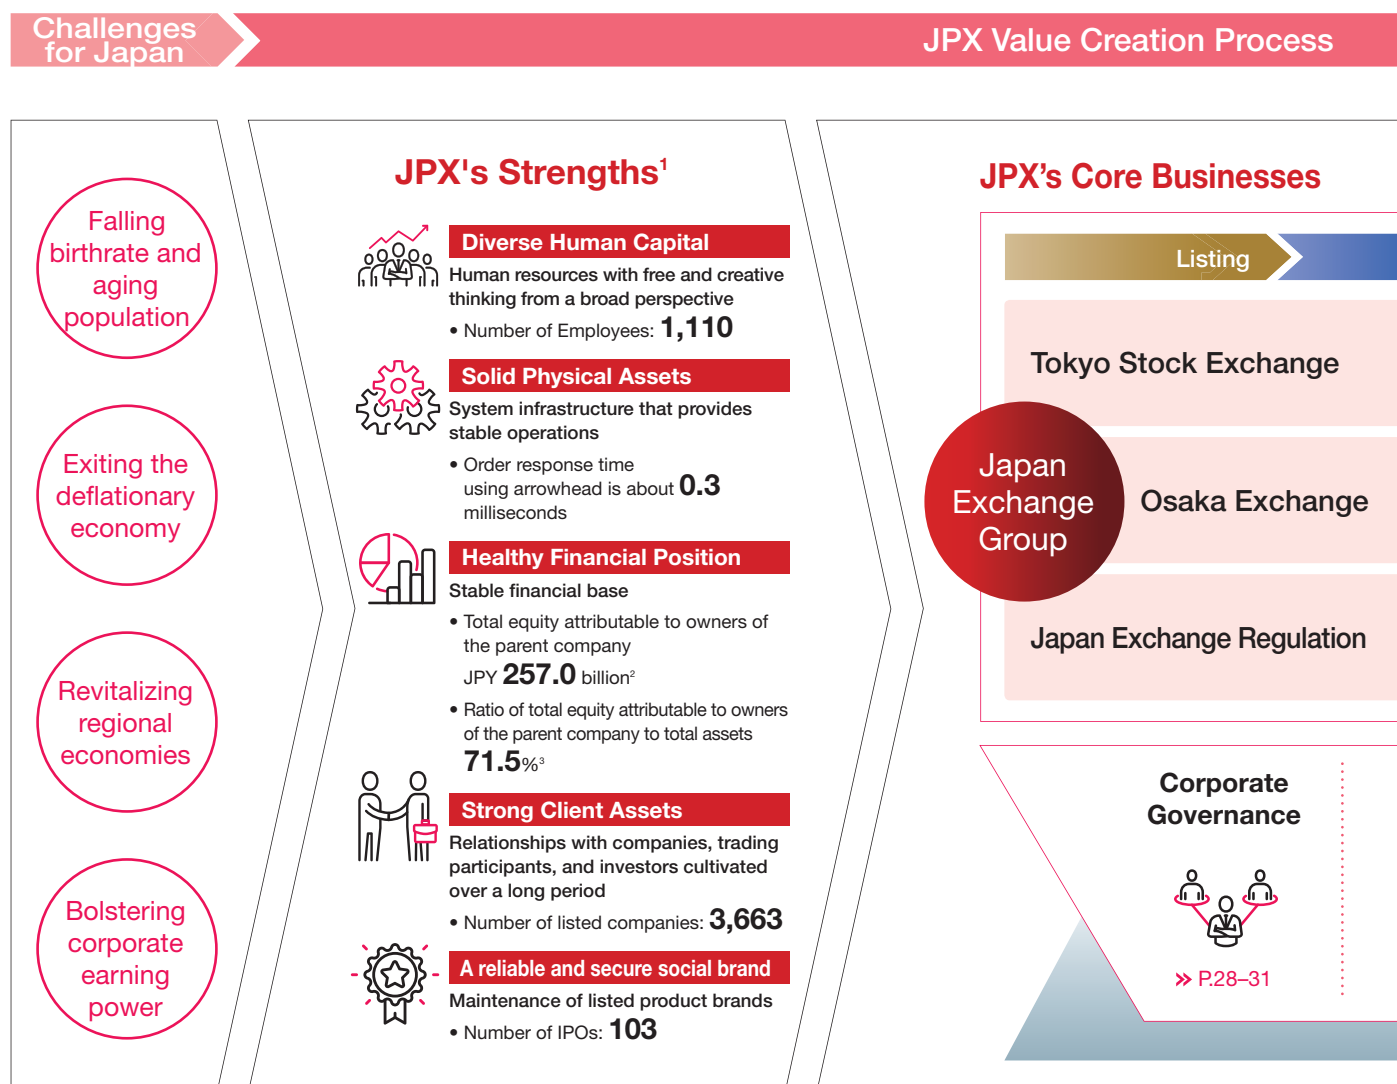 Challenges
for Japan
JPX Value Creation Process
Falling
birthrate and
aging
population
Exiting the
deflationary
economy
Revitalizing
regional
economies
Bolstering
corporate
earning
power
JPX's Strengths¹
Diverse Human Capital
Human resources with free and creative
thinking from a broad perspective
• Number of Employees: 1,110
Solid Physical Assets
System infrastructure that provides
stable operations
• Order response time
using arrowhead is about 0.3
milliseconds
Healthy Financial Position
Stable financial base
• Total equity attributable to owners of
the parent company
JPY 257.0 billion²
• Ratio of total equity attributable to owners
of the parent company to total assets
71.5%³
Strong Client Assets
Relationships with companies, trading
participants, and investors cultivated
over a long period
• Number of listed companies: 3,663
A reliable and secure social brand
Maintenance of listed product brands
• Number of IPOs: 103
JPX’s Core Businesses
Listing
Tokyo Stock Exchange
Japan
Exchange
Group
Osaka Exchange
Japan Exchange Regulation
Corporate
Governance
» P.28–31